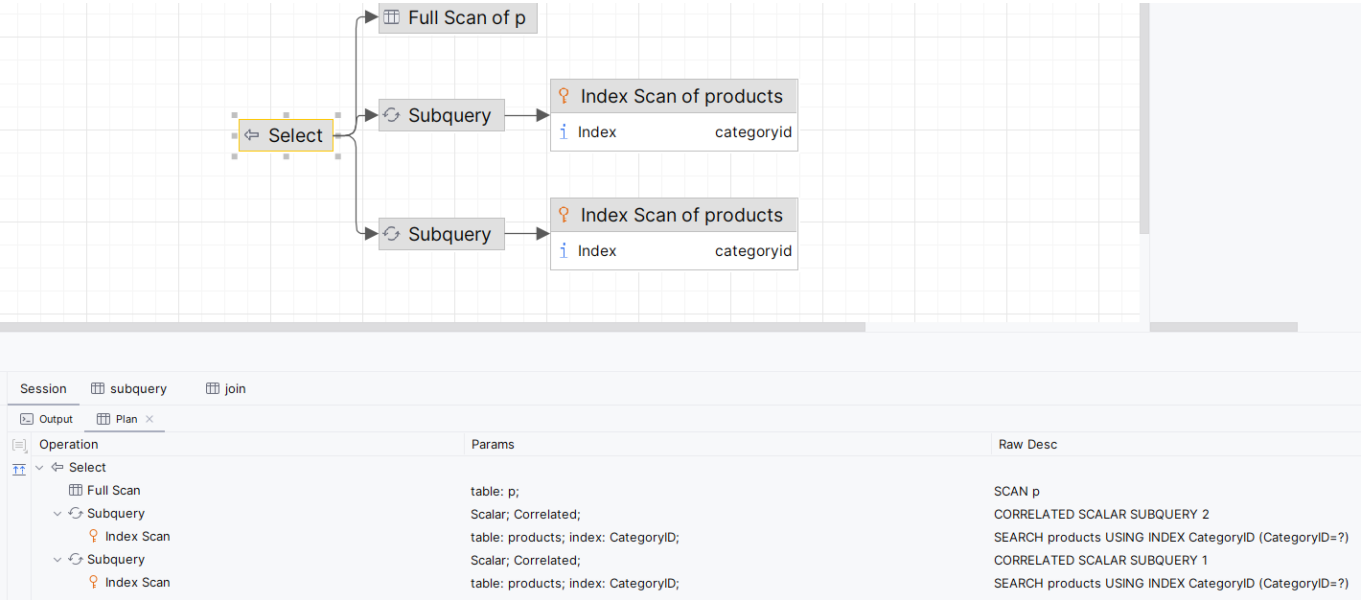 Full Scan of p
Index Scan of products
Subquery
Index categoryid
Select
Index Scan of products
Subquery
Index categoryid
Session subquery join
Output Plan
Operation Params Raw Desc
Select
Full Scan table: p; SCAN p
Subquery Scalar; Correlated; CORRELATED SCALAR SUBQUERY 2
Index Scan table: products; index: CategoryID; SEARCH products USING INDEX CategoryID (CategoryID=?)
Subquery Scalar; Correlated; CORRELATED SCALAR SUBQUERY 1
Index Scan table: products; index: CategoryID; SEARCH products USING INDEX CategoryID (CategoryID=?)